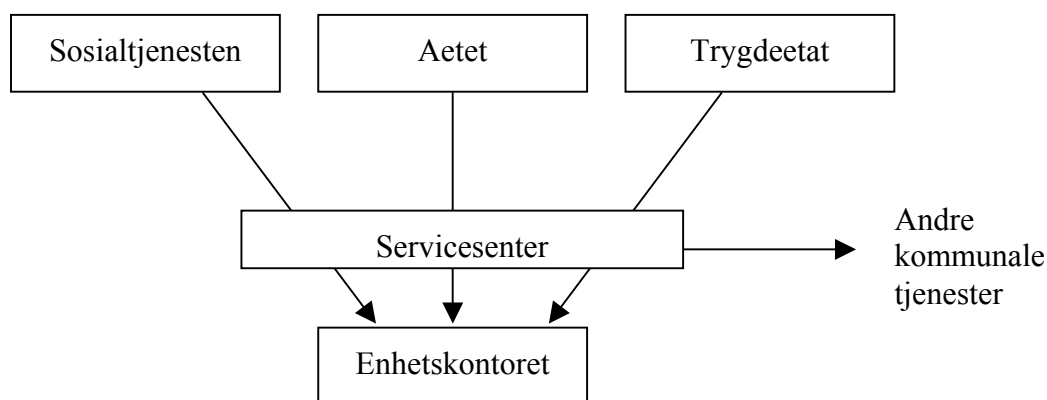 Sosialtjenesten
Aetet
Trygdeetat
Servicesenter
Andre
kommunale
tjenester
Enhetskontoret